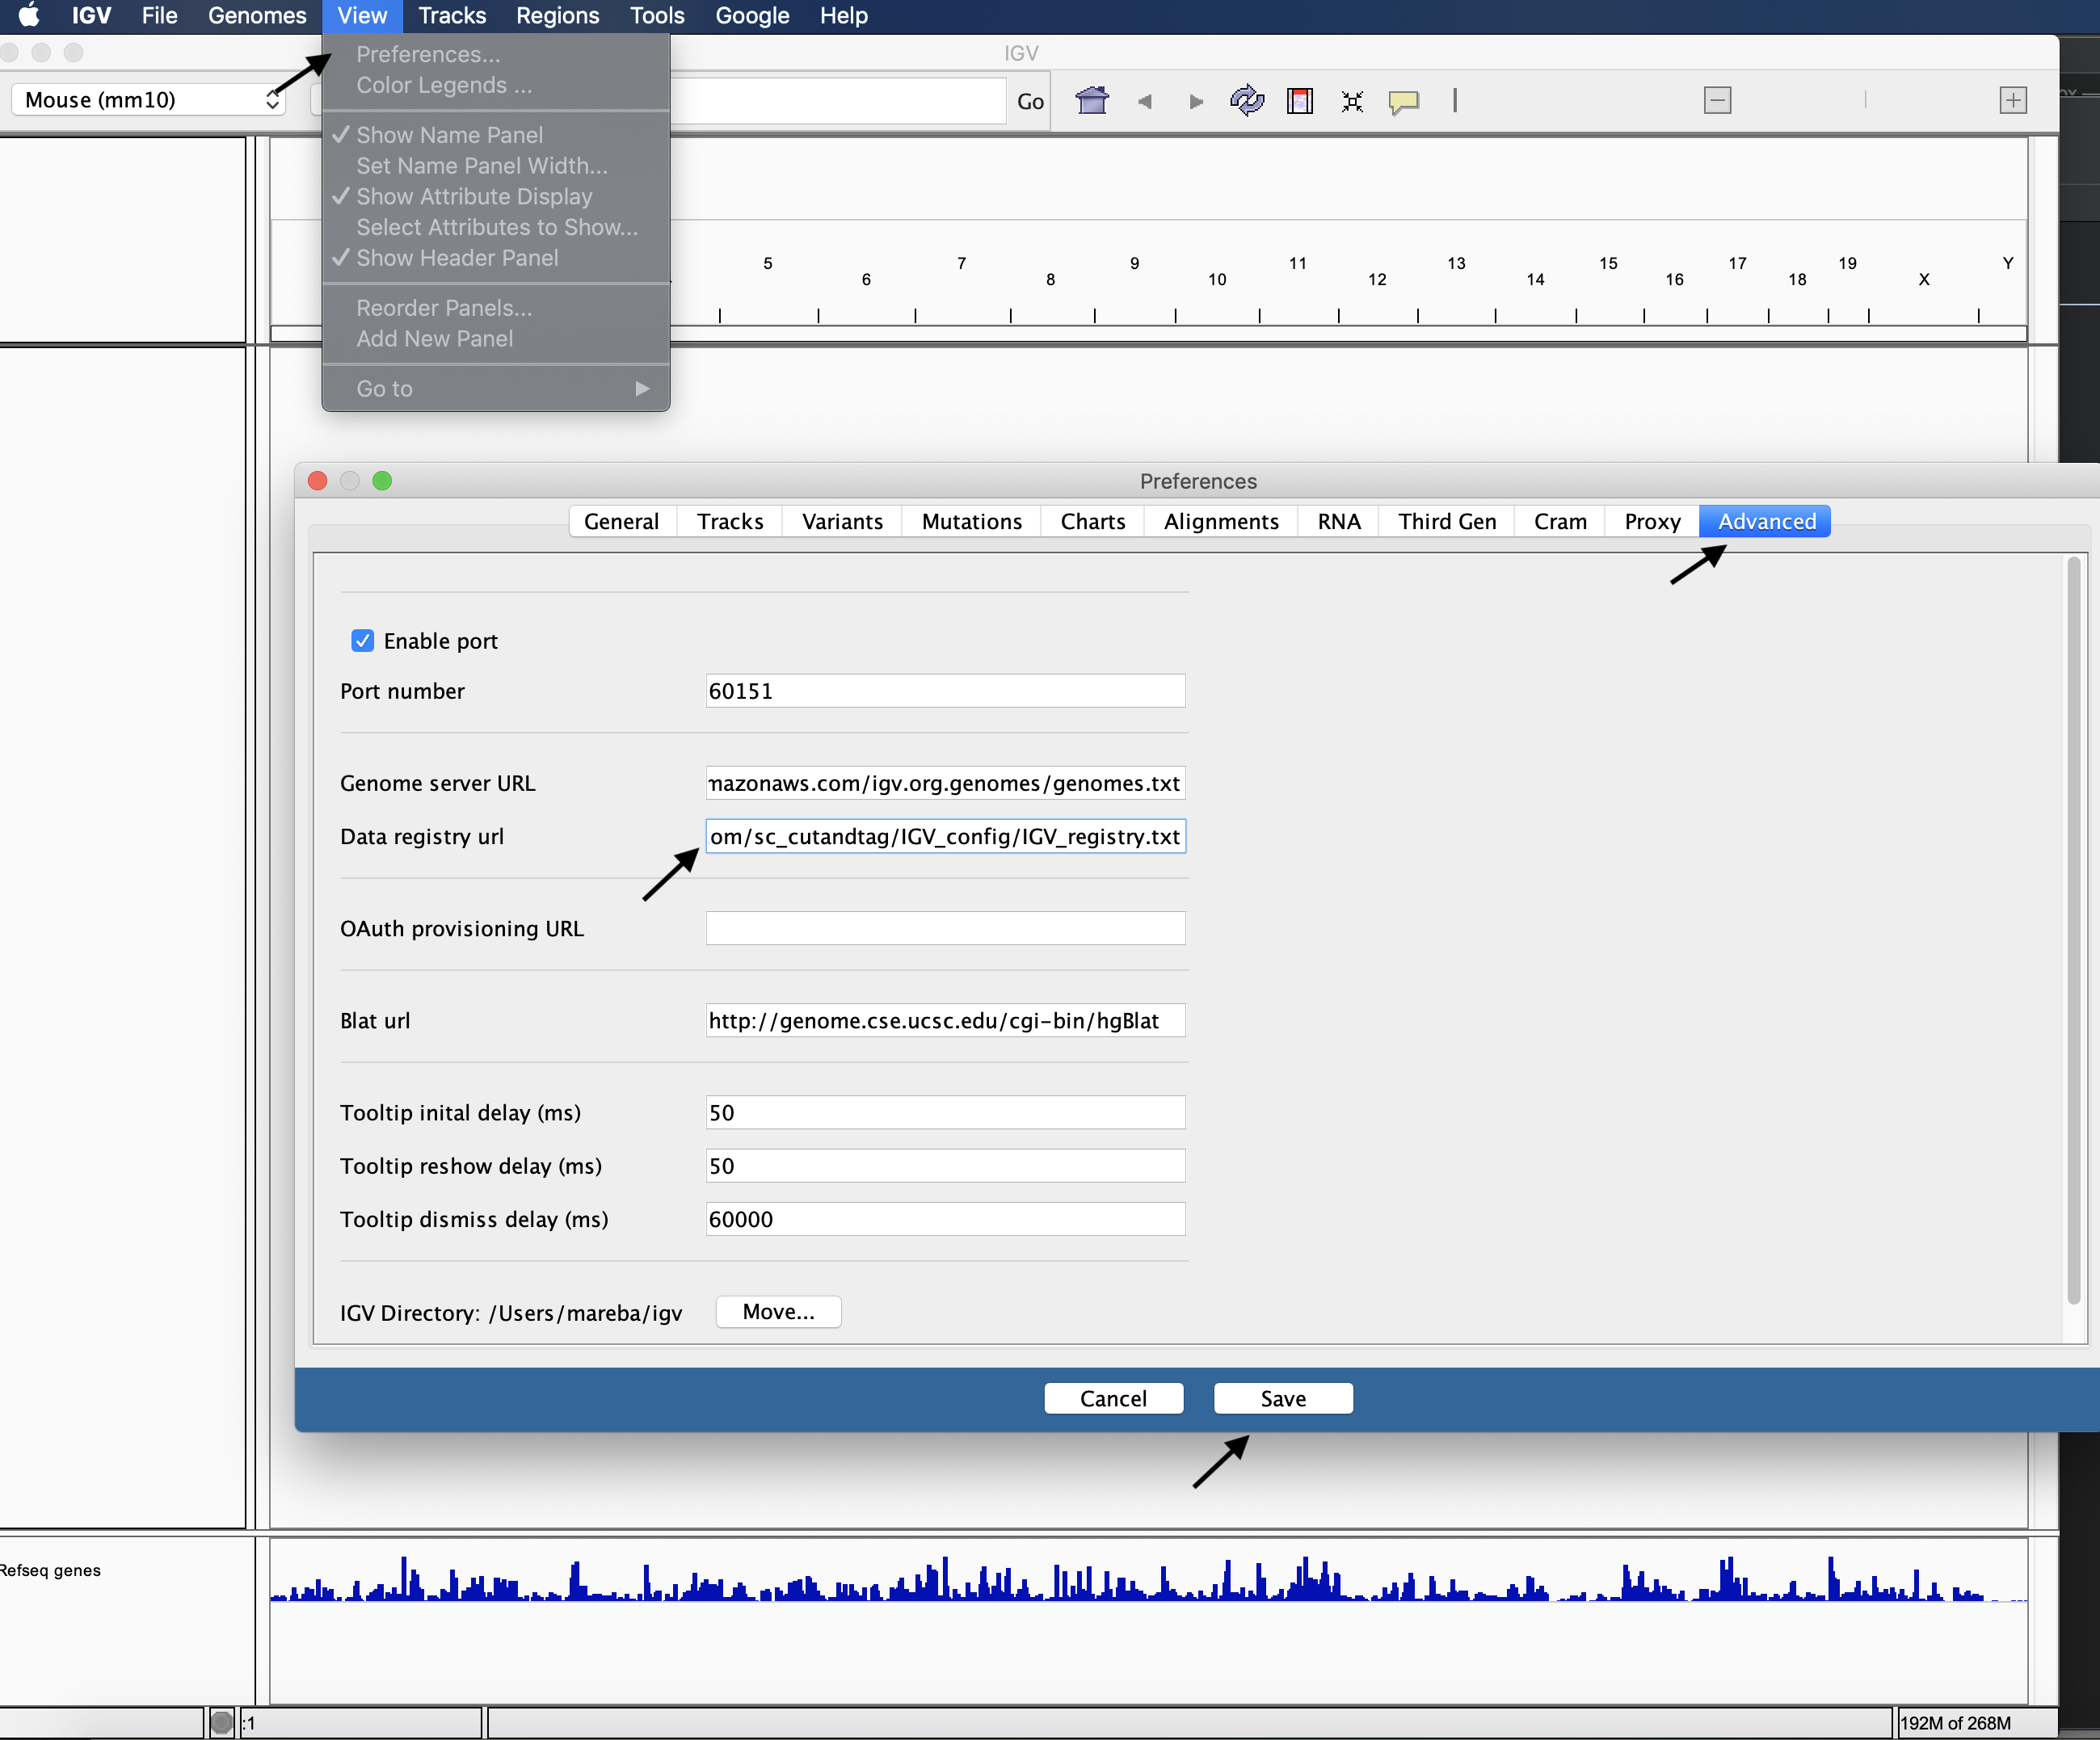 IGV File Genomes View Tracks Regions Tools Google Help
IGV
Mouse (mm10)
Go
Preferences...
Color Legends ...
✓ Show Name Panel
Set Name Panel Width...
✓ Show Attribute Display
Select Attributes to Show...
✓ Show Header Panel
Reorder Panels...
Add New Panel
Go to
5 6 7 8 9 10 11 12 13 14 15 16 17 18 19 X Y
Preferences
General Tracks Variants Mutations Charts Alignments RNA Third Gen Cram Proxy Advanced
Enable port
Port number 60151
Genome server URL mazonaws.com/igv.org.genomes/genomes.txt
Data registry url om/sc_cutandtag/IGV_config/IGV_registry.txt
OAuth provisioning URL
Blat url http://genome.cse.ucsc.edu/cgi-bin/hgBlat
Tooltip inital delay (ms) 50
Tooltip reshow delay (ms) 50
Tooltip dismiss delay (ms) 60000
IGV Directory: /Users/mareba/igv Move...
Cancel Save
Refseq genes
:1
192M of 268M